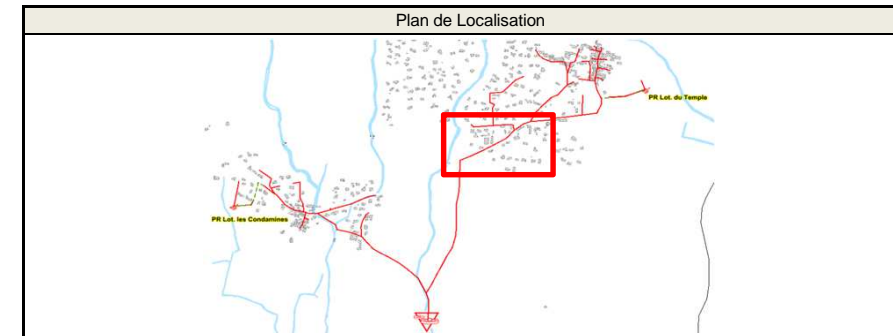 Plan de Localisation
PR Lot. du Temple
PR Lot. les Condamines